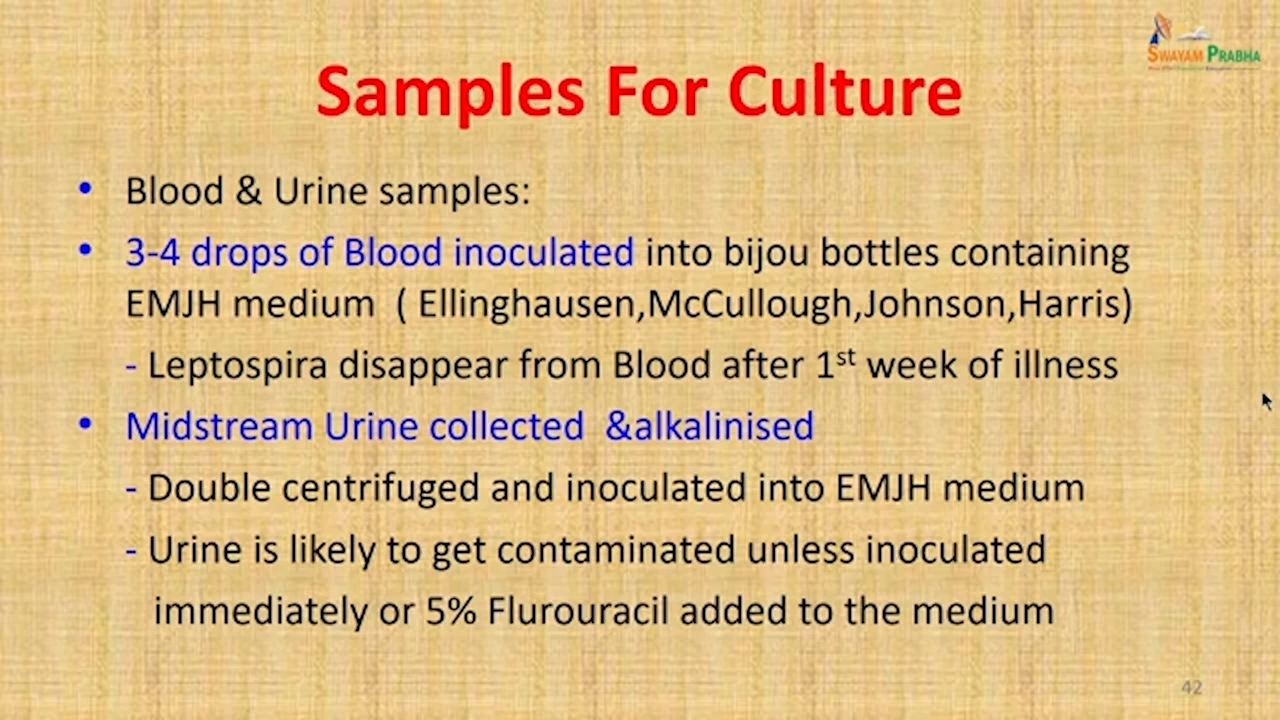 SWAYAM PRABHA
Samples For Culture
• Blood & Urine samples:
• 3-4 drops of Blood inoculated into bijou bottles containing
EMJH medium ( Ellinghausen,McCullough,Johnson,Harris)
- Leptospira disappear from Blood after 1st week of illness
• Midstream Urine collected &alkalinised
- Double centrifuged and inoculated into EMJH medium
- Urine is likely to get contaminated unless inoculated
immediately or 5% Flurouracil added to the medium
42